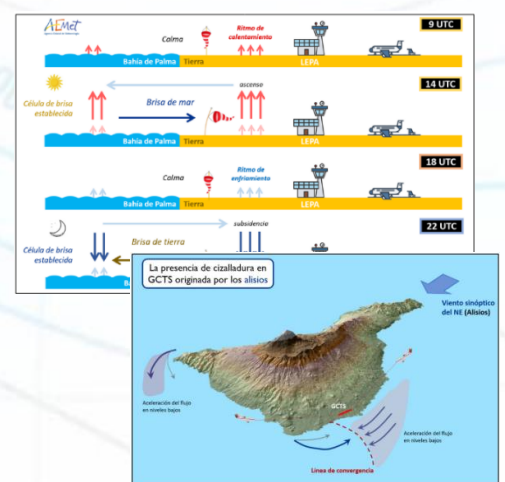 AEMet
Calma
Ritmo de
calentamiento
9 UTC
Bahía de Palma
Tierra
LEPA
14 UTC
Célula de brisa
establecida
Brisa de mar
ascenso
Bahía de Palma
Tierra
LEPA
18 UTC
Calma
Ritmo de
enfriamiento
Bahía de Palma
Tierra
LEPA
22 UTC
Célula de brisa
establecida
Brisa de tierra
subsidencia
La presencia de cizalladura en
GCTS originada por los alisios
Viento sinóptico
del NE (Alisios)
Aceleración del flujo
en niveles bajos
GCTS
Aceleración del flujo
en niveles bajos
Línea de convergencia